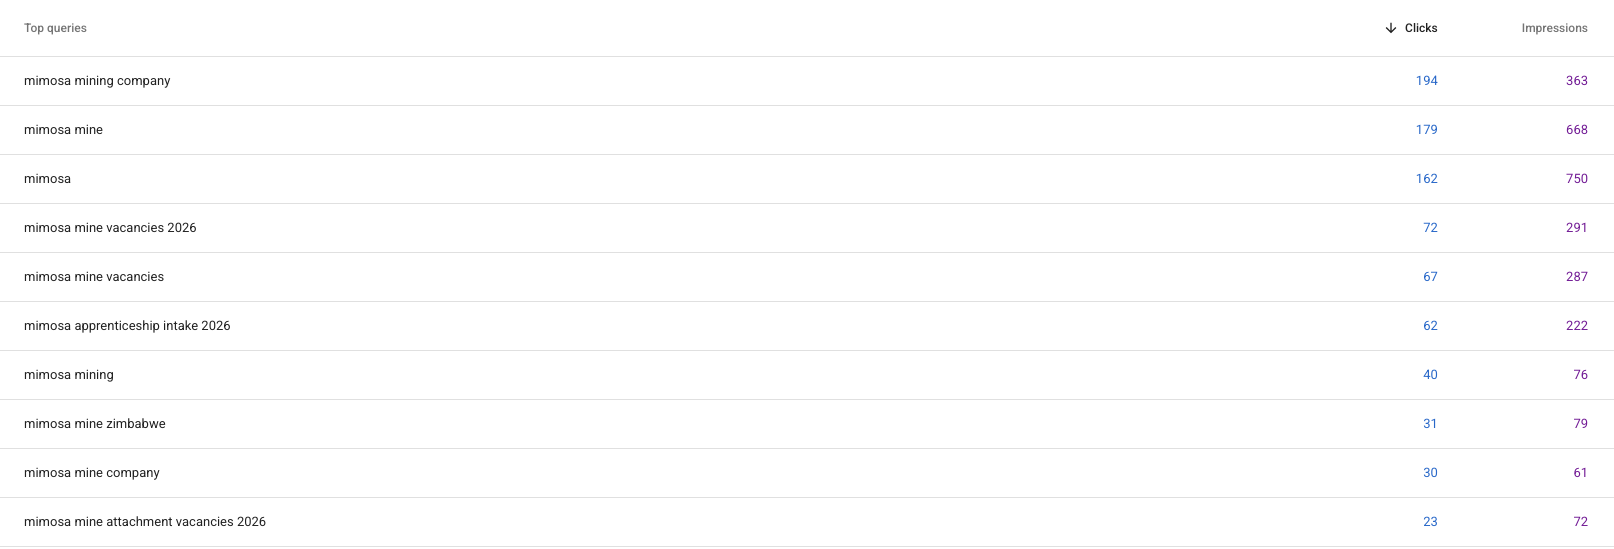 Top queries Clicks Impressions
mimosa mining company 194 363
mimosa mine 179 668
mimosa 162 750
mimosa mine vacancies 2026 72 291
mimosa mine vacancies 67 287
mimosa apprenticeship intake 2026 62 222
mimosa mining 40 76
mimosa mine zimbabwe 31 79
mimosa mine company 30 61
mimosa mine attachment vacancies 2026 23 72